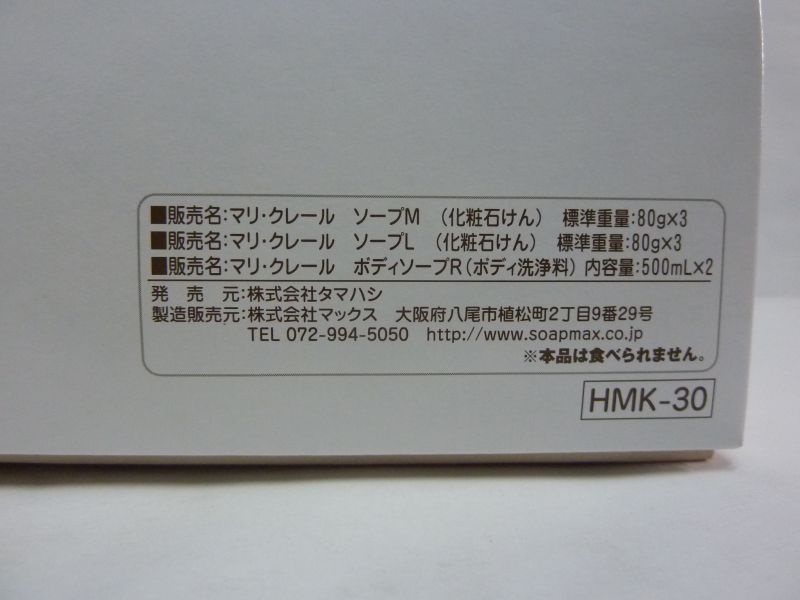 ■販売名:マリ・クレール ソープM (化粧石けん) 標準重量:80g×3
■販売名:マリ・クレール ソープL (化粧石けん) 標準重量:80g×3
■販売名:マリ・クレール ボディソープR(ボディ洗浄料) 内容量:500mL×2
発売元:株式会社タマハシ
製造販売元:株式会社マックス 大阪府八尾市植松町2丁目9番29号
TEL 072-994-5050 http://www.soapmax.co.jp
※本品は食べられません。
HMK-30